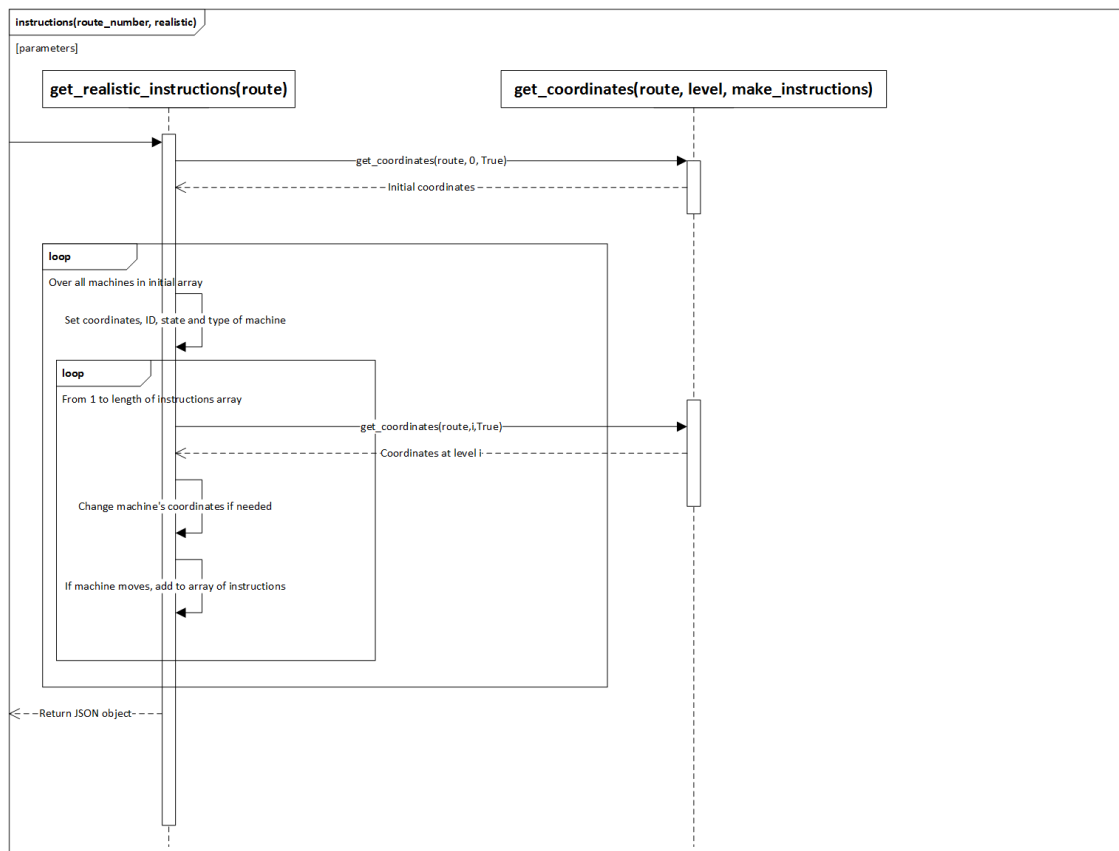 instructions(route_number, realistic)
[parameters]
get_realistic_instructions(route)
get_coordinates(route, level, make_instructions)
get_coordinates(route, 0, True)
Initial coordinates
loop
Over all machines in initial array
Set coordinates, ID, state and type of machine
loop
From 1 to length of instructions array
get_coordinates(route,i,True)
Coordinates at level i
Change machine's coordinates if needed
If machine moves, add to array of instructions
Return JSON object